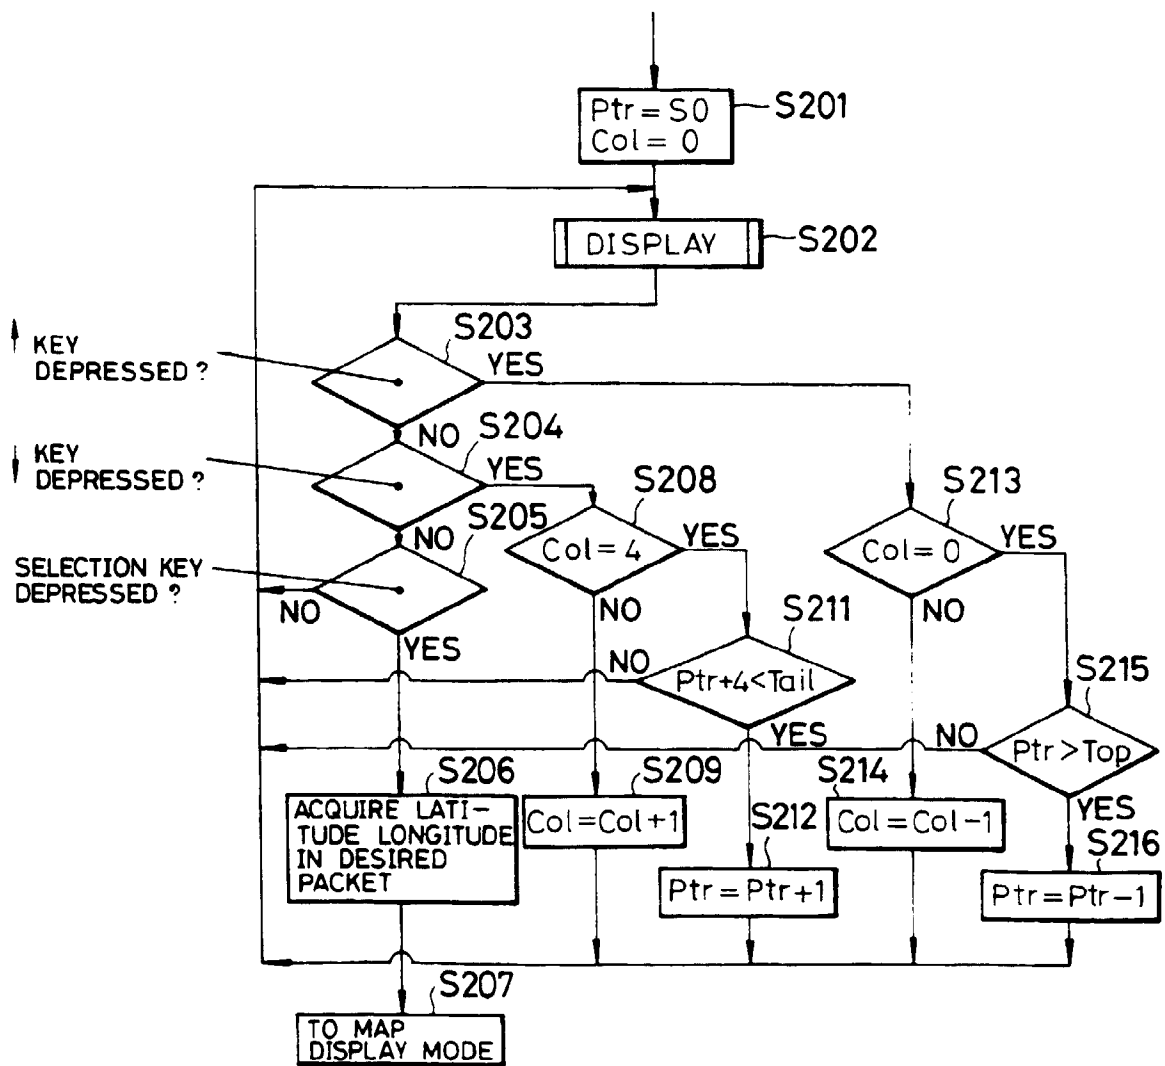 Ptr = S0
Col = 0
S201
DISPLAY
S202
↑ KEY
DEPRESSED ?
S203
YES
NO
↓ KEY
DEPRESSED ?
S204
YES
NO
SELECTION KEY
DEPRESSED ?
S205
NO
YES
S208
Col = 4
YES
NO
S213
Col = 0
YES
NO
S211
Ptr+4<Tail
NO
YES
S215
Ptr > Top
NO
YES
S206
ACQUIRE LATI-
TUDE LONGITUDE
IN DESIRED
PACKET
S209
Col=Col+1
S212
Ptr = Ptr+1
S214
Col = Col-1
S216
Ptr = Ptr-1
S207
TO MAP
DISPLAY MODE